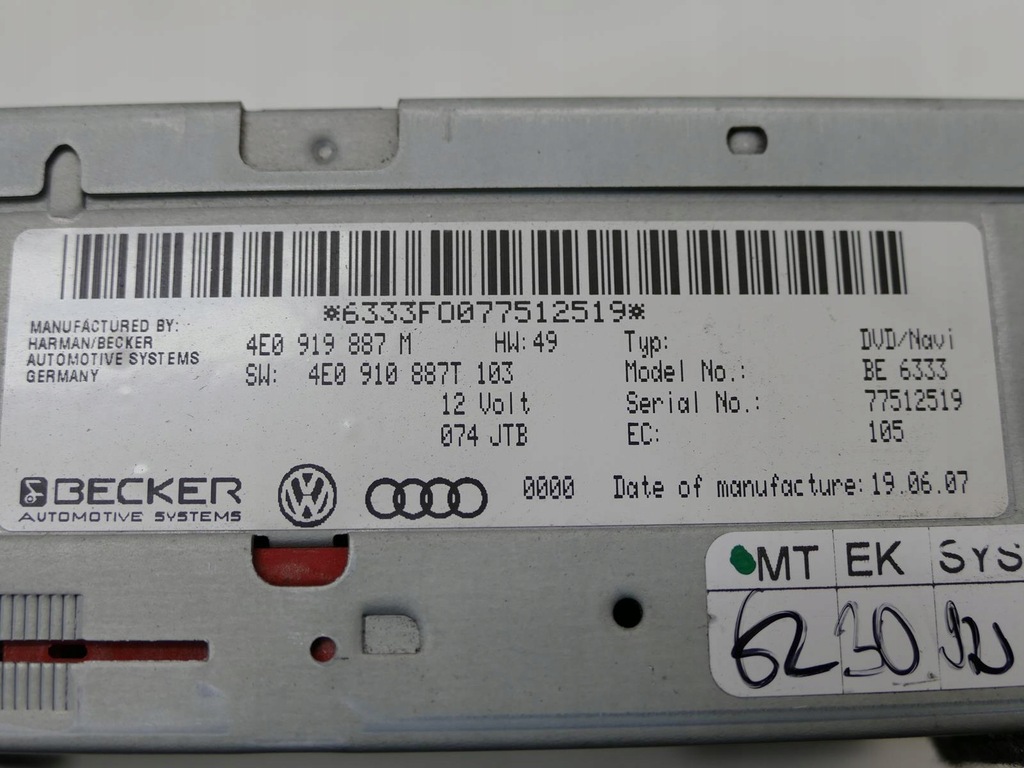 *6333F0077512519*
MANUFACTURED BY:
HARMAN/BECKER
AUTOMOTIVE SYSTEMS
GERMANY
4E0 919 887 M HW: 49
SW: 4E0 910 887T 103
12 Volt
074 JTB
Typ: DVD/Navi
Model No.: BE 6333
Serial No.: 77512519
EC: 105
BECKER
AUTOMOTIVE SYSTEMS
0000 Date of manufacture: 19.06.07
MT EK SYS
62 30